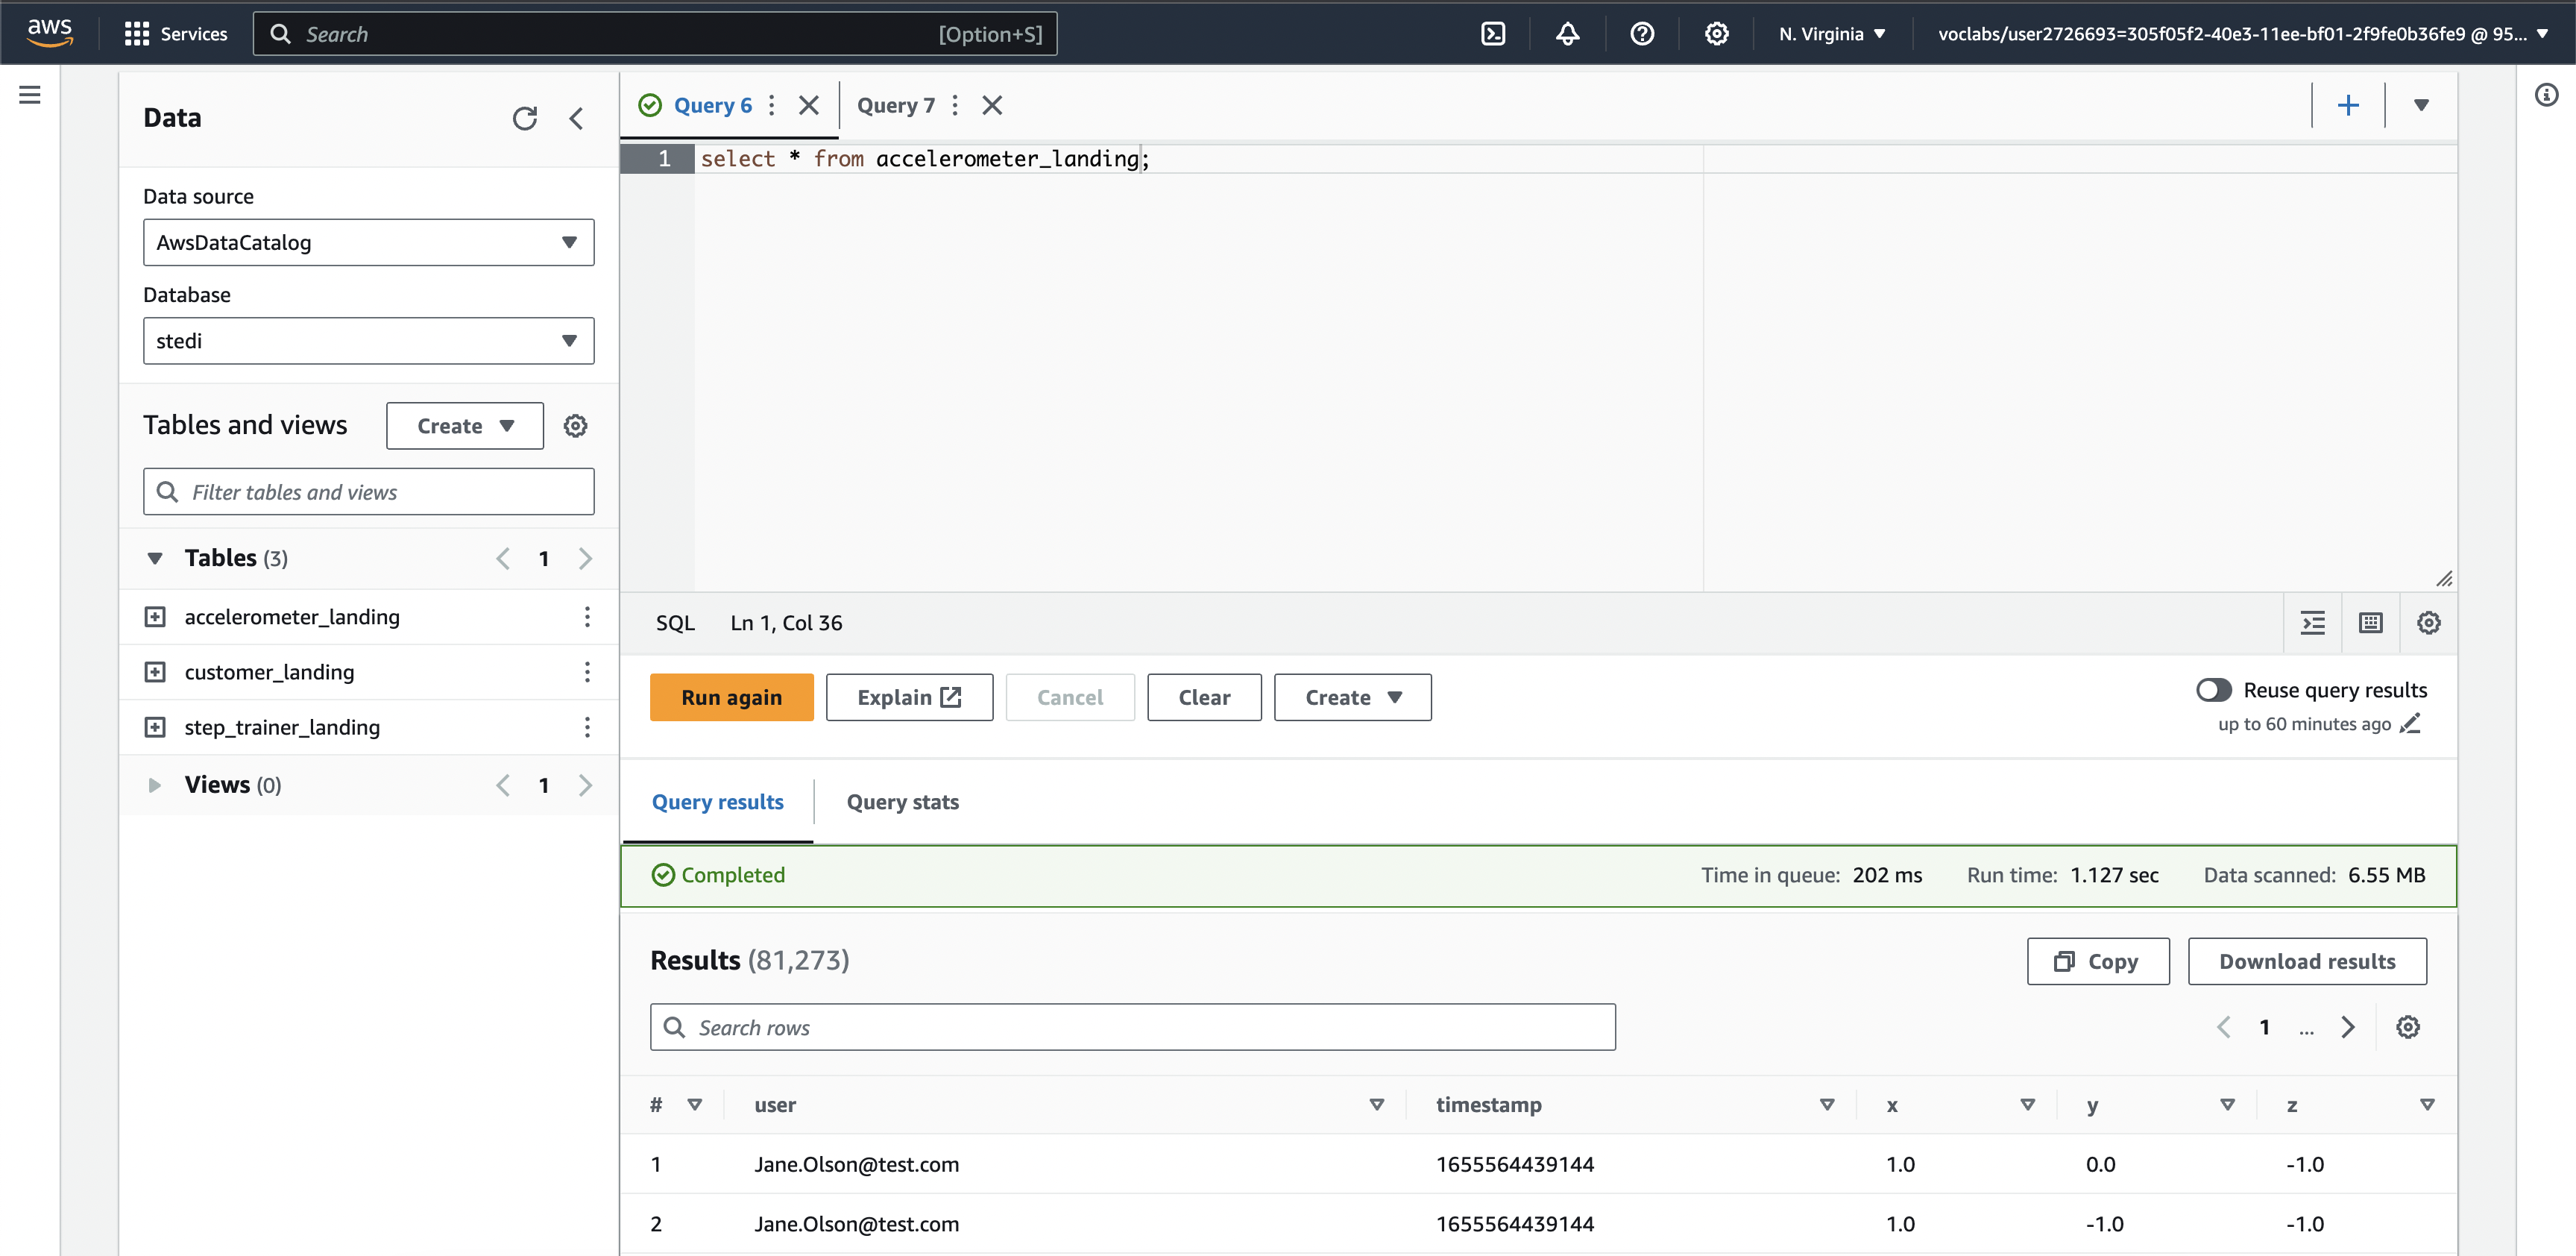 aws Services Search [Option+S] N. Virginia voclabs/user2726693=305f05f2-40e3-11ee-bf01-2f9fe0b36fe9 @ 95...
Data
Data source
AwsDataCatalog
Database
stedi
Tables and views Create
Filter tables and views
Tables (3) 1
accelerometer_landing
customer_landing
step_trainer_landing
Views (0) 1
Query 6 Query 7
1 select * from accelerometer_landing;
SQL Ln 1, Col 36
Run again Explain Cancel Clear Create Reuse query results
up to 60 minutes ago
Query results Query stats
Completed Time in queue: 202 ms Run time: 1.127 sec Data scanned: 6.55 MB
Results (81,273) Copy Download results
Search rows 1 ...
# user timestamp x y z
1 Jane.Olson@test.com 1655564439144 1.0 0.0 -1.0
2 Jane.Olson@test.com 1655564439144 1.0 -1.0 -1.0